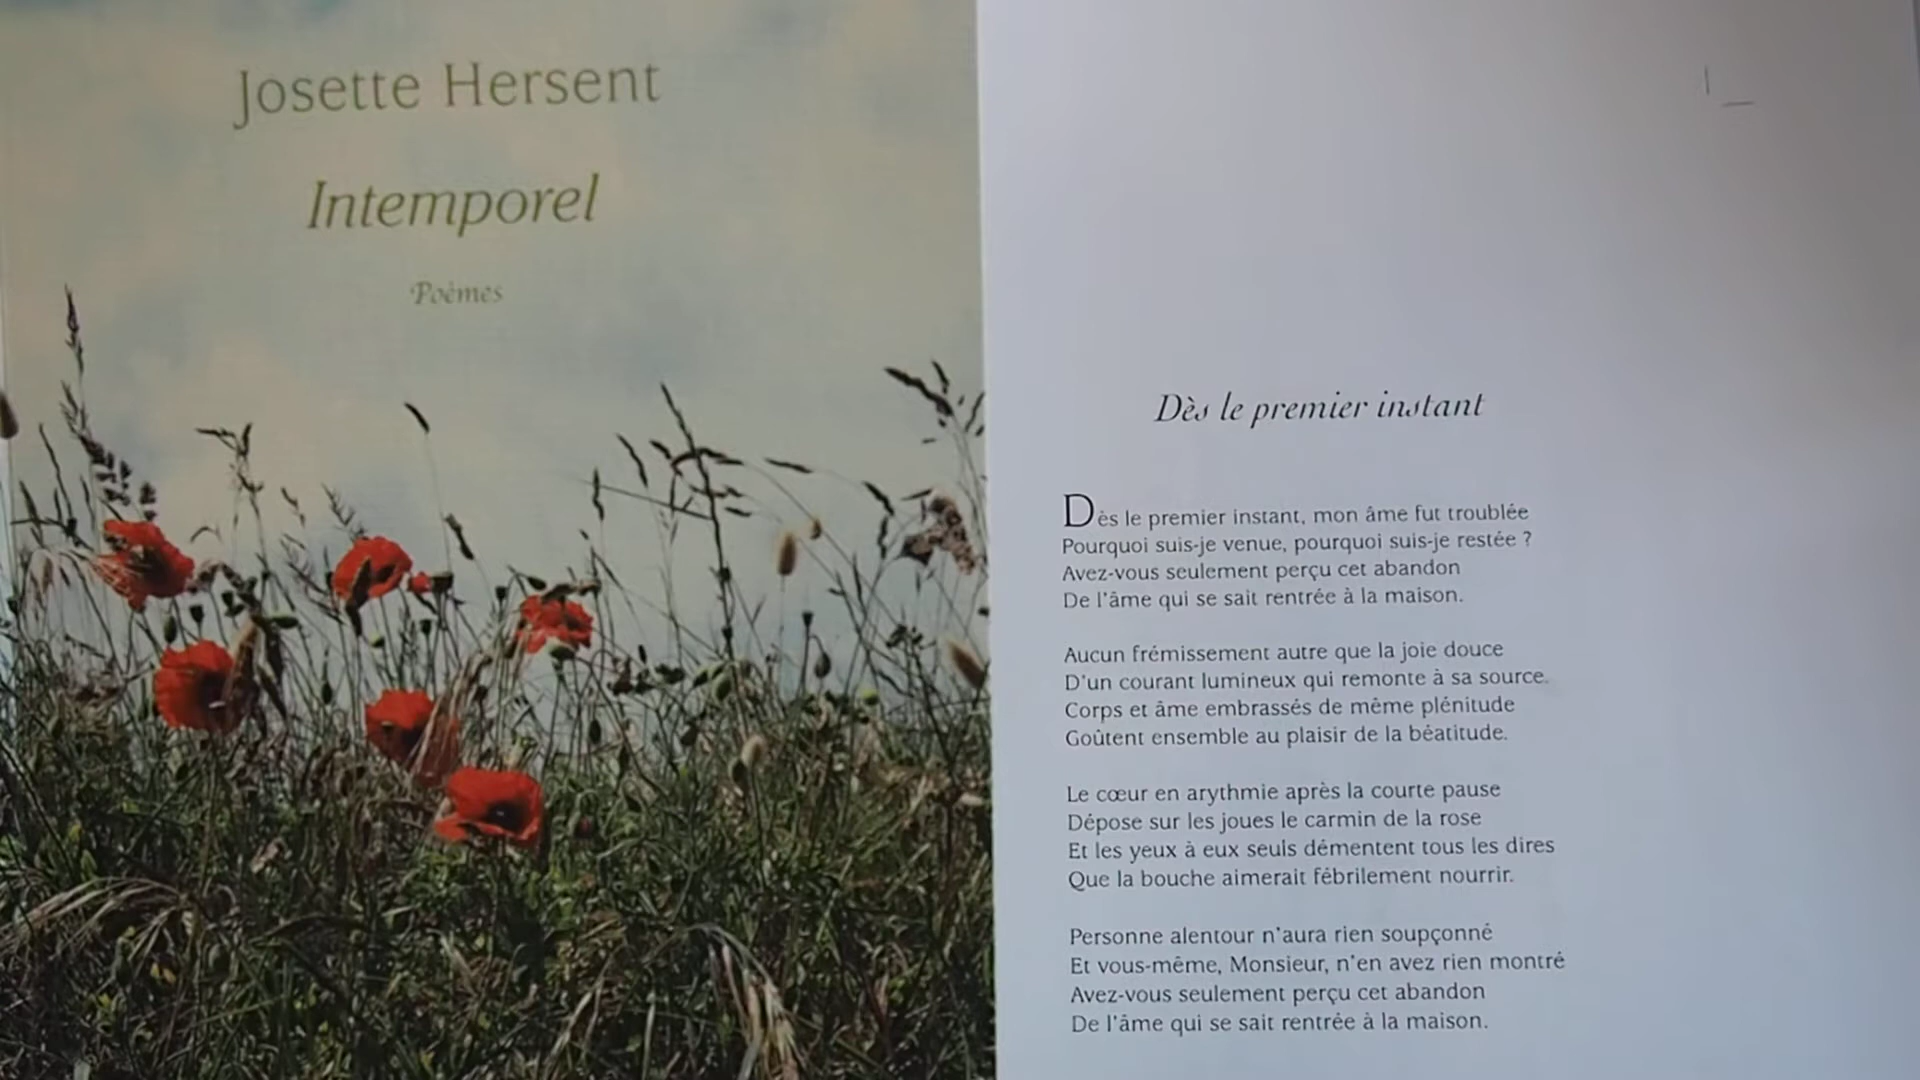 Josette Hersent
Intemporel
Poèmes
Dès le premier instant
Dès le premier instant, mon âme fut troublée
Pourquoi suis-je venue, pourquoi suis-je restée ?
Avez-vous seulement perçu cet abandon
De l'âme qui se sait rentrée à la maison.
Aucun frémissement autre que la joie douce
D'un courant lumineux qui remonte à sa source.
Corps et âme embrassés de même plénitude
Goûtent ensemble au plaisir de la béatitude.
Le cœur en arythmie après la courte pause
Dépose sur les joues le carmin de la rose
Et les yeux à eux seuls démentent tous les dires
Que la bouche aimerait fébrilement nourrir.
Personne alentour n'aura rien soupçonné
Et vous-même, Monsieur, n'en avez rien montré
Avez-vous seulement perçu cet abandon
De l'âme qui se sait rentrée à la maison.